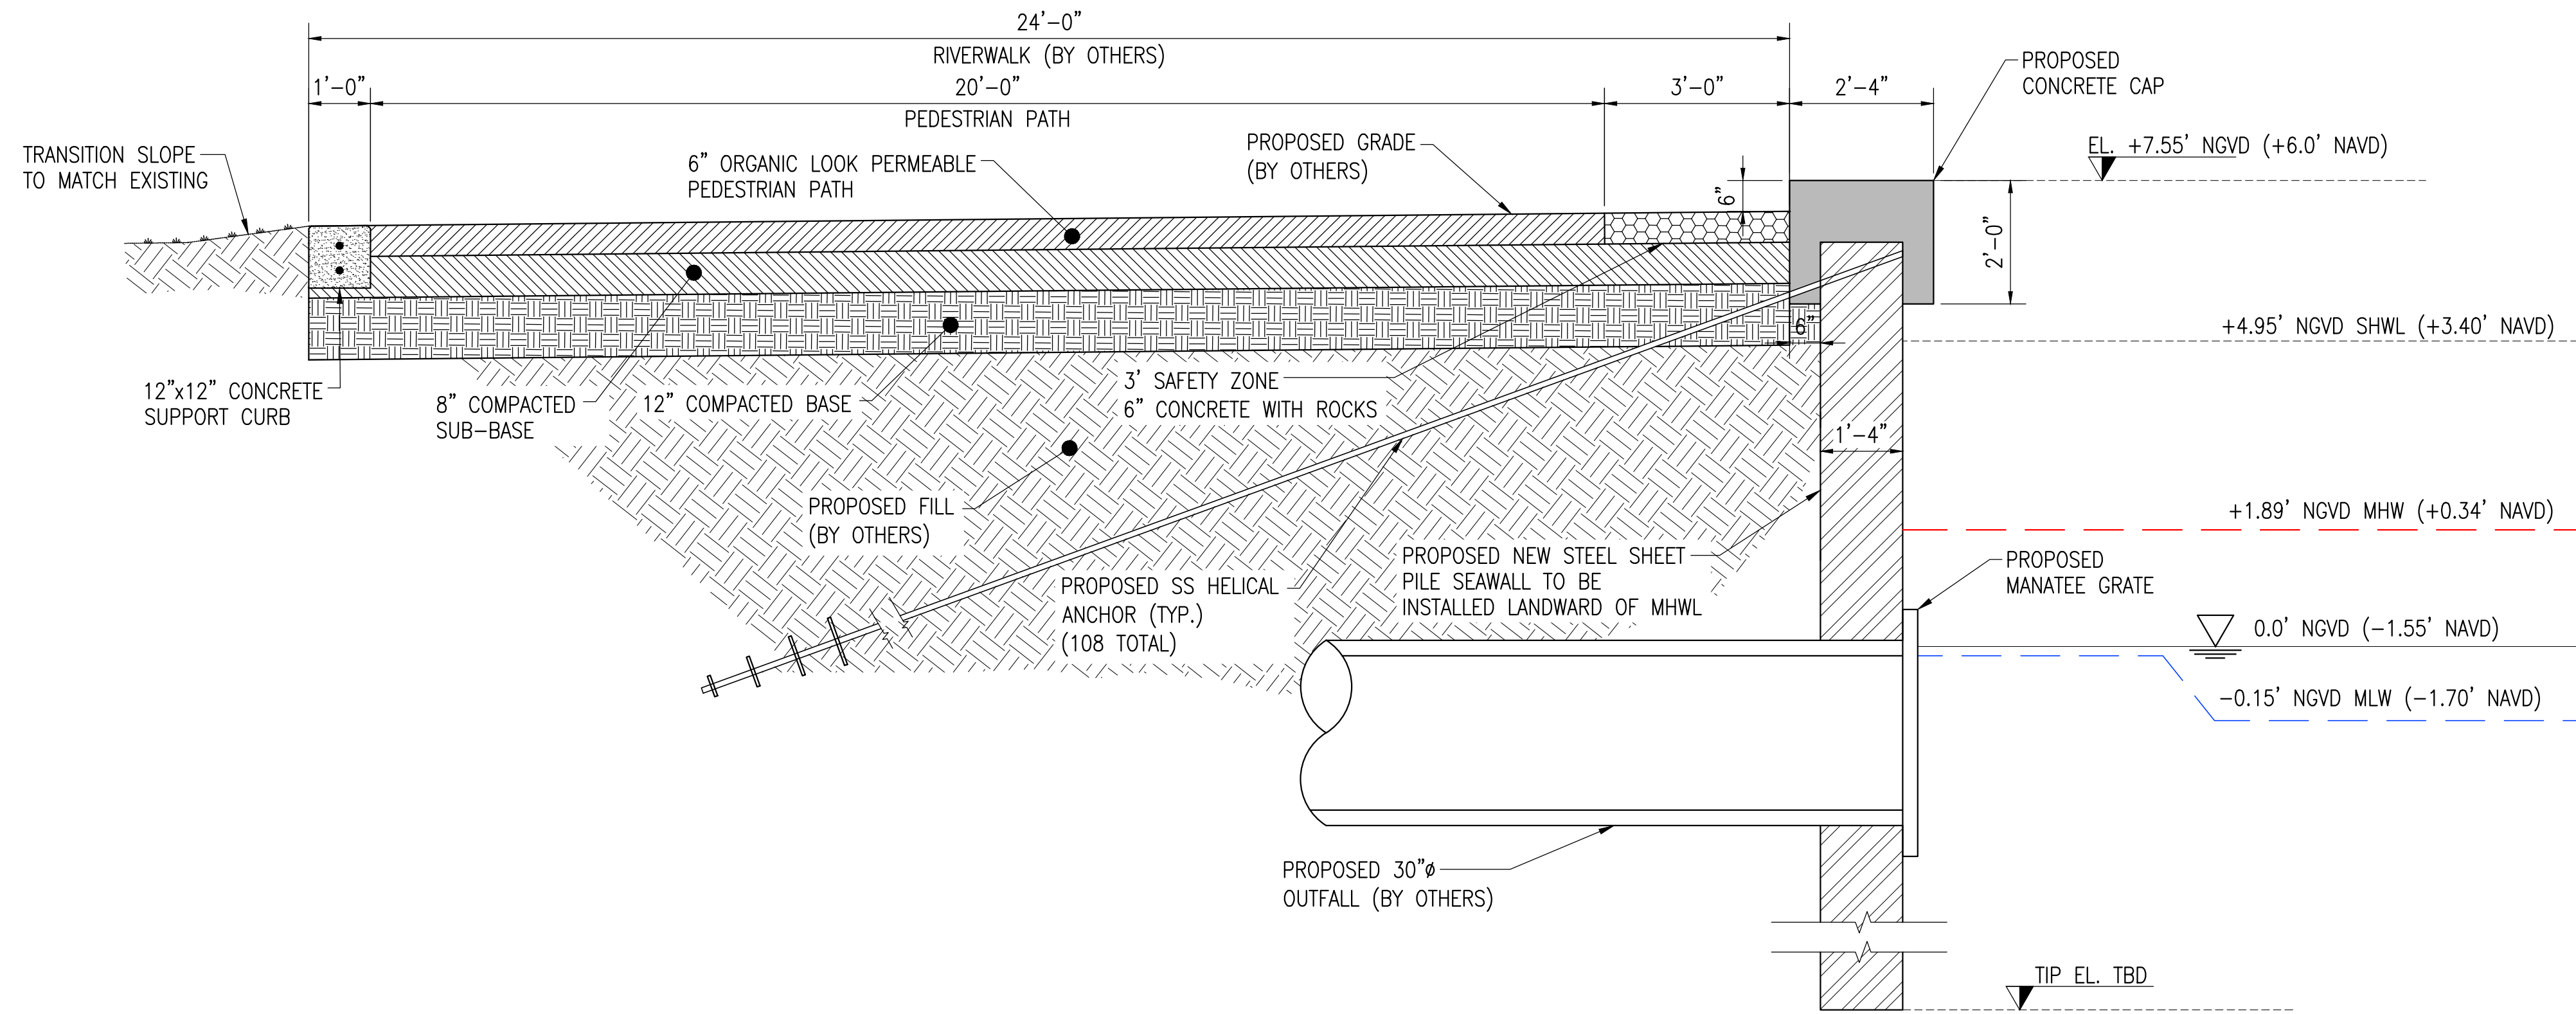 24'-0"
RIVERWALK (BY OTHERS)
1'-0"
20'-0"
PEDESTRIAN PATH
3'-0"
2'-4"
PROPOSED
CONCRETE CAP
TRANSITION SLOPE
TO MATCH EXISTING
6" ORGANIC LOOK PERMEABLE
PEDESTRIAN PATH
PROPOSED GRADE
(BY OTHERS)
6"
EL. +7.55' NGVD (+6.0' NAVD)
2'-0"
6"
+4.95' NGVD SHWL (+3.40' NAVD)
12"x12" CONCRETE
SUPPORT CURB
8" COMPACTED
SUB-BASE
12" COMPACTED BASE
3' SAFETY ZONE
6" CONCRETE WITH ROCKS
1'-4"
PROPOSED FILL
(BY OTHERS)
+1.89' NGVD MHW (+0.34' NAVD)
PROPOSED SS HELICAL
ANCHOR (TYP.)
(108 TOTAL)
PROPOSED NEW STEEL SHEET
PILE SEAWALL TO BE
INSTALLED LANDWARD OF MHWL
PROPOSED
MANATEE GRATE
0.0' NGVD (-1.55' NAVD)
-0.15' NGVD MLW (-1.70' NAVD)
PROPOSED 30"ø
OUTFALL (BY OTHERS)
TIP EL. TBD